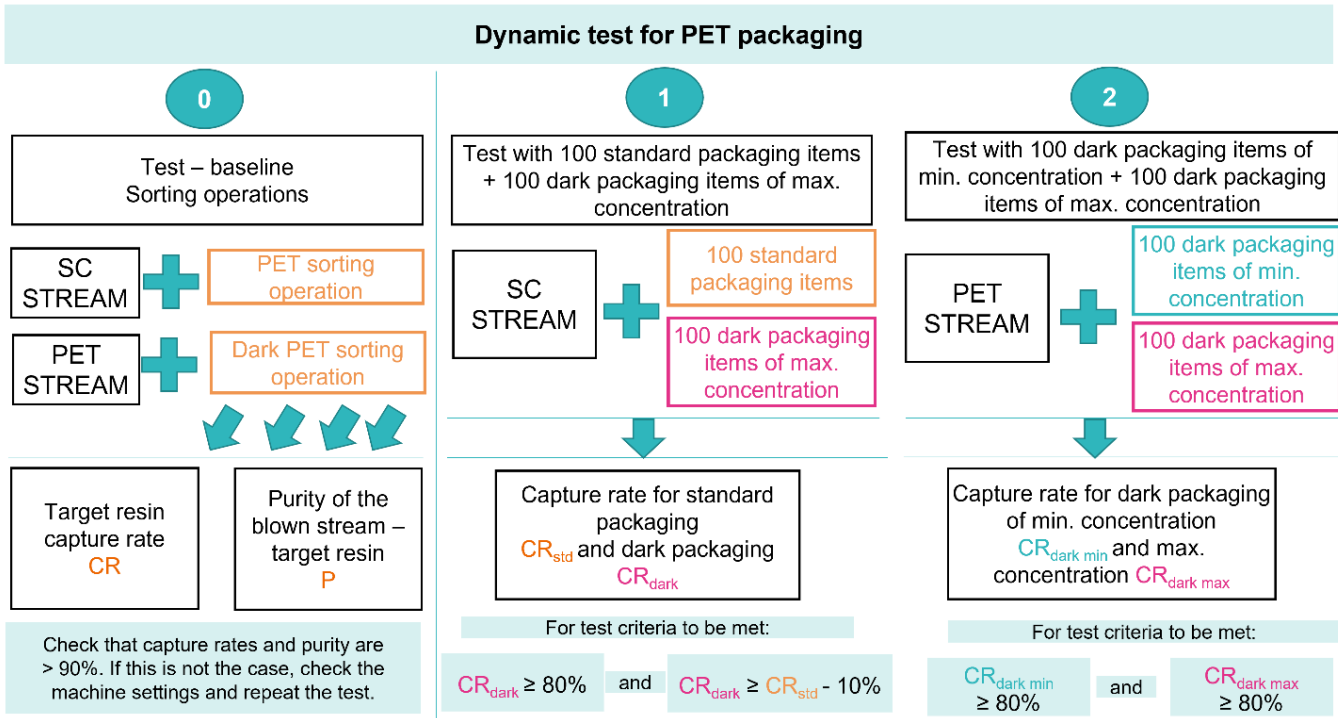 Dynamic test for PET packaging
0
Test – baseline
Sorting operations
SC
STREAM
PET sorting
operation
PET
STREAM
Dark PET sorting
operation
Target resin
capture rate
CR
Purity of the
blown stream –
target resin
P
Check that capture rates and purity are
> 90%. If this is not the case, check the
machine settings and repeat the test.
1
Test with 100 standard packaging items
+ 100 dark packaging items of max.
concentration
SC
STREAM
100 standard
packaging items
100 dark packaging
items of max.
concentration
Capture rate for standard
packaging
CRstd and dark packaging
CRdark
For test criteria to be met:
CRdark ≥ 80%
and
CRdark ≥ CRstd - 10%
2
Test with 100 dark packaging items of
min. concentration + 100 dark packaging
items of max. concentration
PET
STREAM
100 dark packaging
items of min.
concentration
100 dark packaging
items of max.
concentration
Capture rate for dark packaging
of min. concentration
CRdark min and max.
concentration CRdark max
For test criteria to be met:
CRdark min
≥ 80%
and
CRdark max
≥ 80%